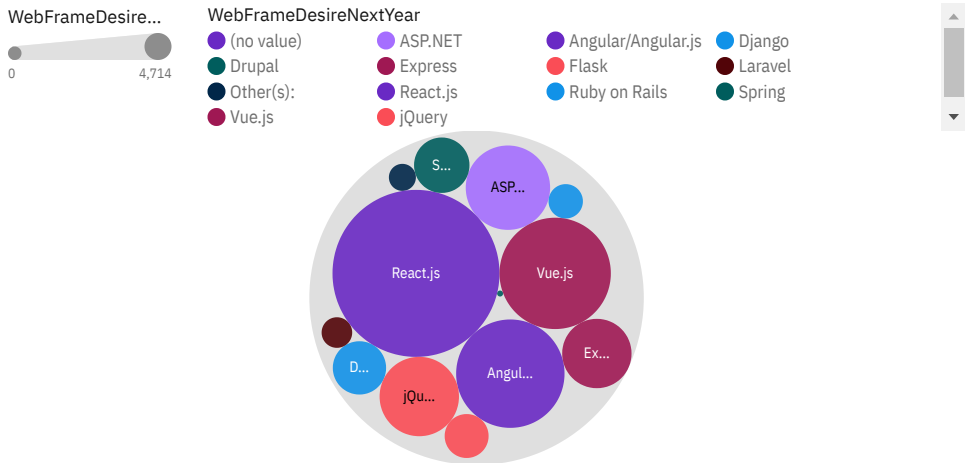 WebFrameDesire...
0
4,714
WebFrameDesireNextYear
(no value)
ASP.NET
Angular/Angular.js
Django
Drupal
Express
Flask
Laravel
Other(s):
React.js
Ruby on Rails
Spring
Vue.js
jQuery
S...
ASP...
React.js
Vue.js
Ex...
D...
Angul...
jQu...